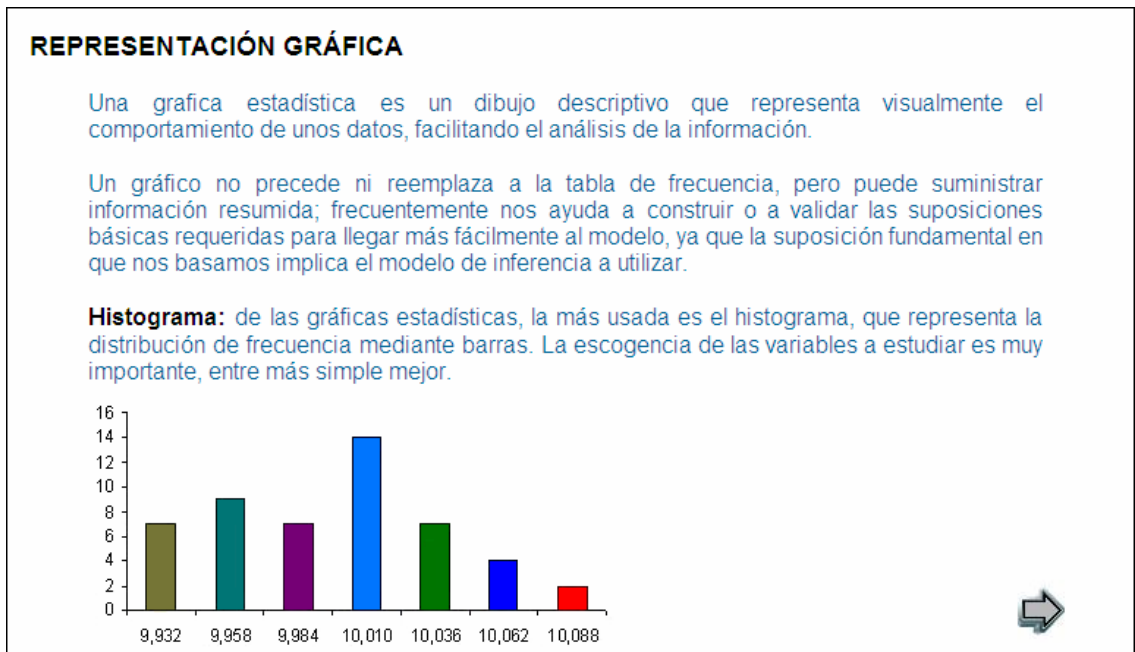 REPRESENTACIÓN GRÁFICA
Una grafica estadística es un dibujo descriptivo que representa visualmente el
comportamiento de unos datos, facilitando el análisis de la información.
Un gráfico no precede ni reemplaza a la tabla de frecuencia, pero puede suministrar
información resumida; frecuentemente nos ayuda a construir o a validar las suposiciones
básicas requeridas para llegar más fácilmente al modelo, ya que la suposición fundamental en
que nos basamos implica el modelo de inferencia a utilizar.
Histograma: de las gráficas estadísticas, la más usada es el histograma, que representa la
distribución de frecuencia mediante barras. La escogencia de las variables a estudiar es muy
importante, entre más simple mejor.
16
14
12
10
8
6
4
2
0
9,932 9,958 9,984 10,010 10,036 10,062 10,088